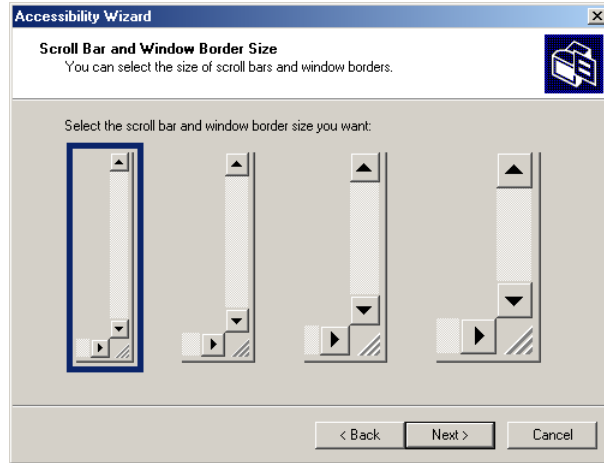 Accessibility Wizard
Scroll Bar and Window Border Size
You can select the size of scroll bars and window borders.
Select the scroll bar and window border size you want:
< Back Next > Cancel